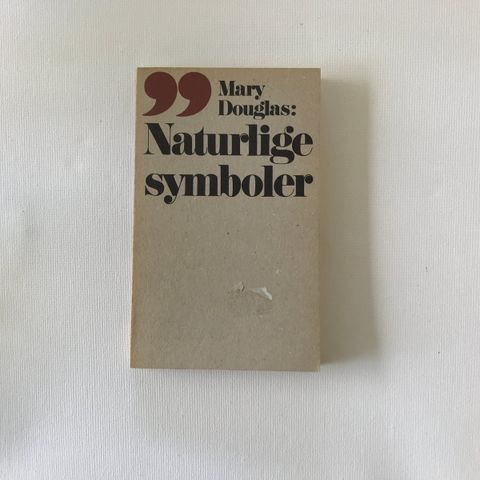 ”
Mary
Douglas:
Naturlige
symboler